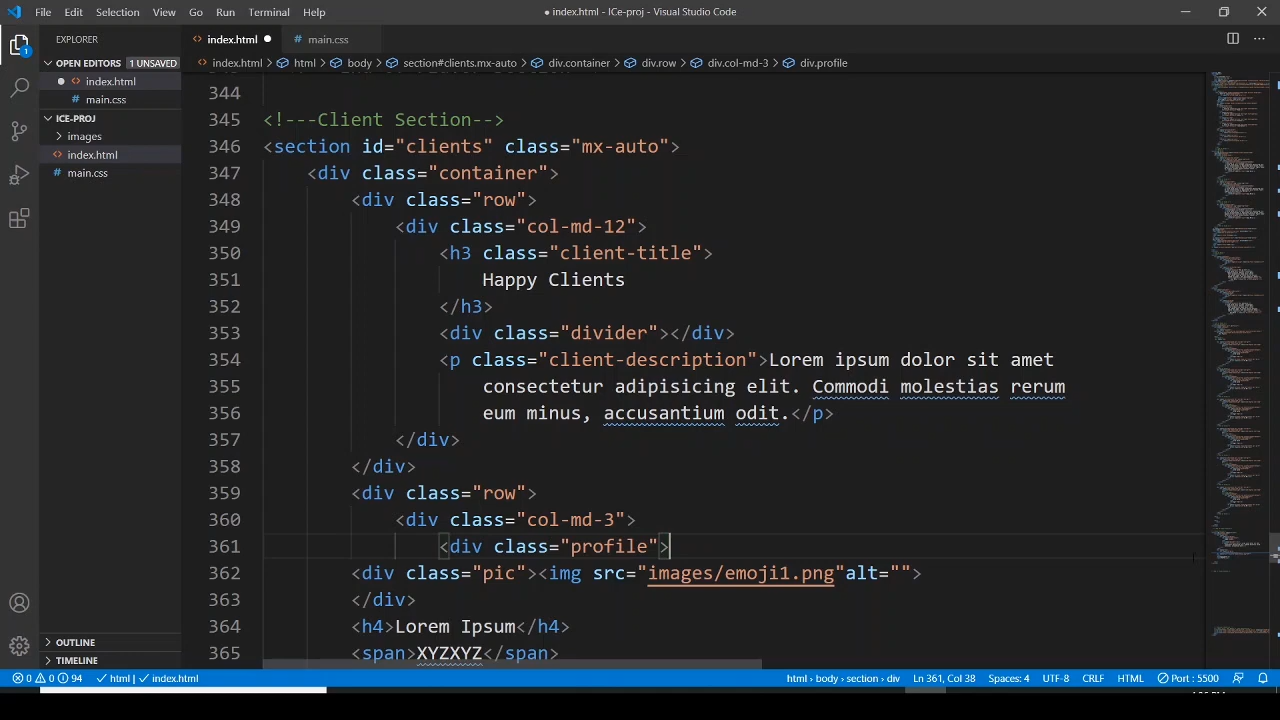 File Edit Selection View Go Run Terminal Help
● index.html - ICe-proj - Visual Studio Code
EXPLORER
OPEN EDITORS 1 UNSAVED
index.html
main.css
ICE-PROJ
images
index.html
main.css
OUTLINE
TIMELINE
index.html ● main.css
index.html > html > body > section#clients.mx-auto > div.container > div.row > div.col-md-3 > div.profile
344
345 <!---Client Section-->
346 <section id="clients" class="mx-auto">
347 <div class="container">
348 <div class="row">
349 <div class="col-md-12">
350 <h3 class="client-title">
351 Happy Clients
352 </h3>
353 <div class="divider"></div>
354 <p class="client-description">Lorem ipsum dolor sit amet
355 consectetur adipisicing elit. Commodi molestias rerum
356 eum minus, accusantium odit.</p>
357 </div>
358 </div>
359 <div class="row">
360 <div class="col-md-3">
361 <div class="profile">
362 <div class="pic"><img src="images/emoji1.png"alt="">
363 </div>
364 <h4>Lorem Ipsum</h4>
365 <span>XYZXYZ</span>
0 0 94 html | index.html html > body > section > div Ln 361, Col 38 Spaces: 4 UTF-8 CRLF HTML Port : 5500